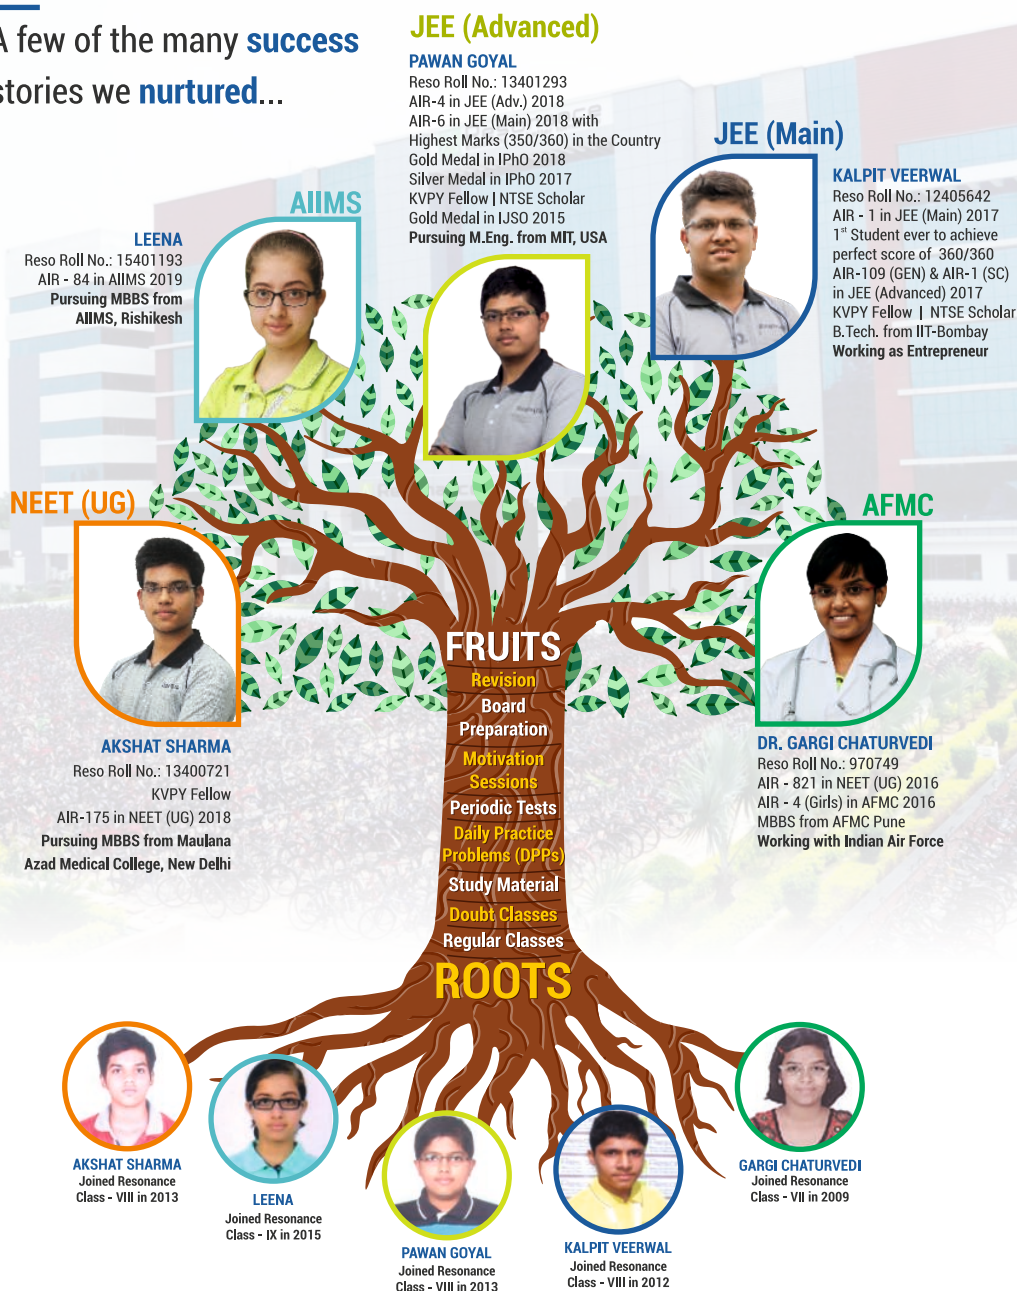 A few of the many success
stories we nurtured...
JEE (Advanced)
PAWAN GOYAL
Reso Roll No.: 13401293
AIR-4 in JEE (Adv.) 2018
AIR-6 in JEE (Main) 2018 with
Highest Marks (350/360) in the Country
Gold Medal in IPhO 2018
Silver Medal in IPhO 2017
KVPY Fellow | NTSE Scholar
Gold Medal in IJSO 2015
Pursuing M.Eng. from MIT, USA
JEE (Main)
KALPIT VEERWAL
Reso Roll No.: 12405642
AIR - 1 in JEE (Main) 2017
1st Student ever to achieve
perfect score of 360/360
AIR-109 (GEN) & AIR-1 (SC)
in JEE (Advanced) 2017
KVPY Fellow | NTSE Scholar
B.Tech. from IIT-Bombay
Working as Entrepreneur
AIIMS
LEENA
Reso Roll No.: 15401193
AIR - 84 in AIIMS 2019
Pursuing MBBS from
AIIMS, Rishikesh
NEET (UG)
AKSHAT SHARMA
Reso Roll No.: 13400721
KVPY Fellow
AIR-175 in NEET (UG) 2018
Pursuing MBBS from Maulana
Azad Medical College, New Delhi
AFMC
DR. GARGI CHATURVEDI
Reso Roll No.: 970749
AIR - 821 in NEET (UG) 2016
AIR - 4 (Girls) in AFMC 2016
MBBS from AFMC Pune
Working with Indian Air Force
FRUITS
Revision
Board
Preparation
Motivation
Sessions
Periodic Tests
Daily Practice
Problems (DPPs)
Study Material
Doubt Classes
Regular Classes
ROOTS
AKSHAT SHARMA
Joined Resonance
Class - VIII in 2013
LEENA
Joined Resonance
Class - IX in 2015
PAWAN GOYAL
Joined Resonance
Class - VIII in 2013
KALPIT VEERWAL
Joined Resonance
Class - VIII in 2012
GARGI CHATURVEDI
Joined Resonance
Class - VII in 2009